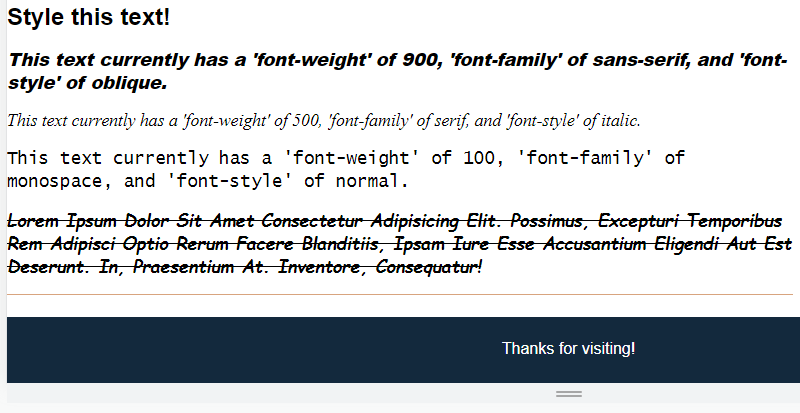 Style this text!
This text currently has a 'font-weight' of 900, 'font-family' of sans-serif, and 'font-
style' of oblique.
This text currently has a 'font-weight' of 500, 'font-family' of serif, and 'font-style' of italic.
This text currently has a 'font-weight' of 100, 'font-family' of
monospace, and 'font-style' of normal.
Lorem Ipsum Dolor Sit Amet Consectetur Adipisicing Elit. Possimus, Excepturi Temporibus
Rem Adipisci Optio Rerum Facere Blanditiis, Ipsam Iure Esse Accusantium Eligendi Aut Est
Deserunt. In, Praesentium At. Inventore, Consequatur!
Thanks for visiting!